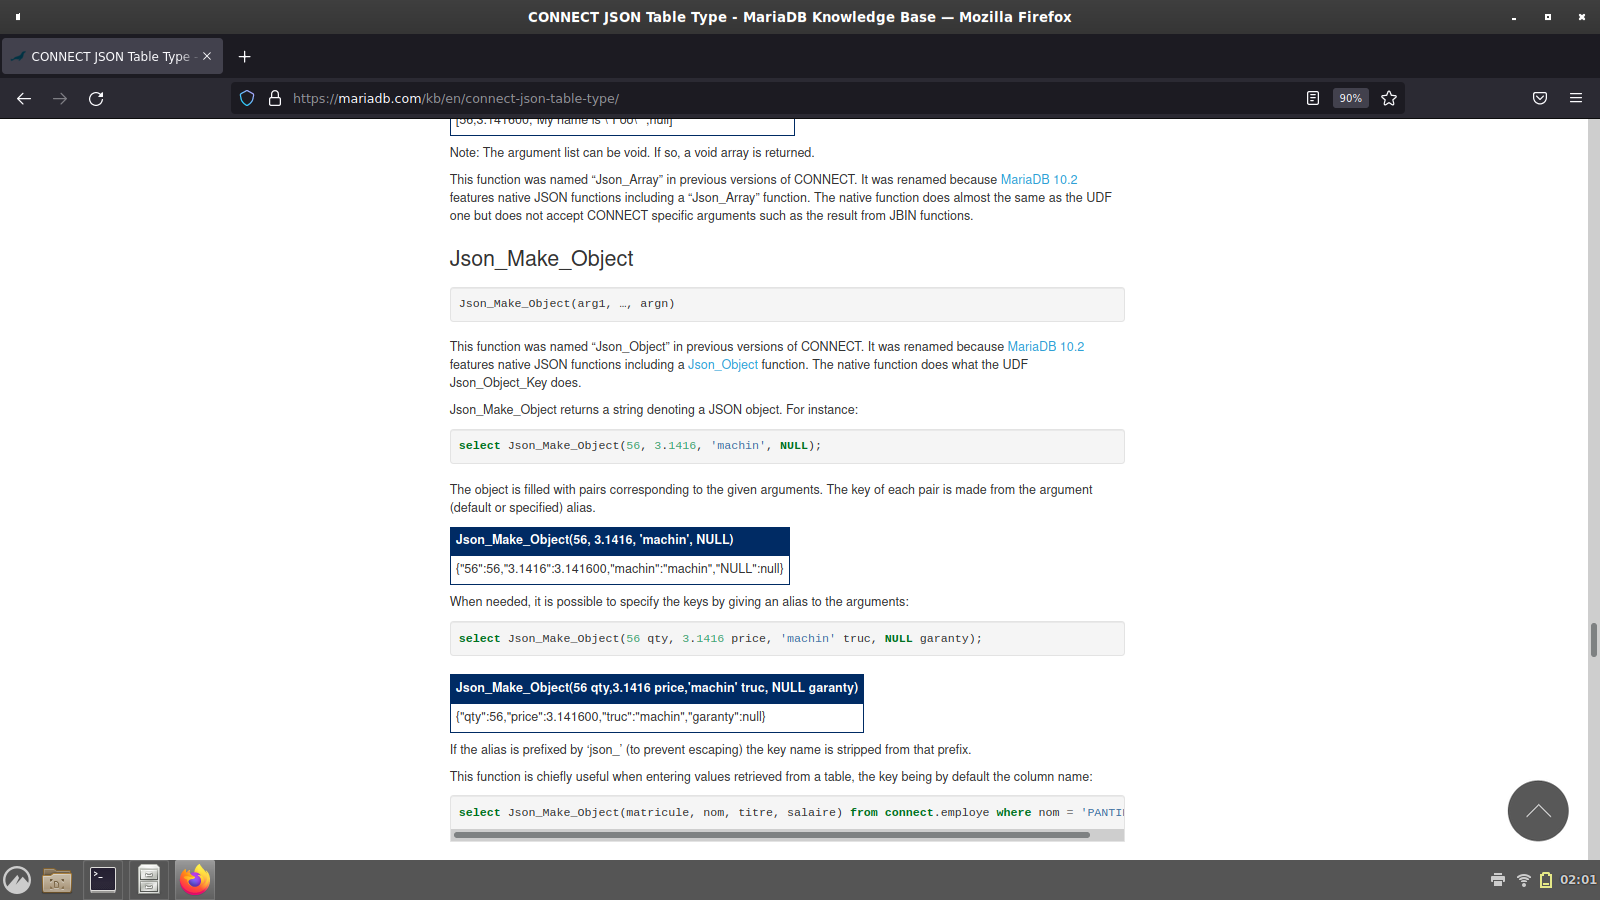 CONNECT JSON Table Type - MariaDB Knowledge Base — Mozilla Firefox
CONNECT JSON Table Type -
https://mariadb.com/kb/en/connect-json-table-type/
90%
[56,3.141600,"My name is \"Foo\"",null]
Note: The argument list can be void. If so, a void array is returned.
This function was named “Json_Array” in previous versions of CONNECT. It was renamed because MariaDB 10.2
features native JSON functions including a “Json_Array” function. The native function does almost the same as the UDF
one but does not accept CONNECT specific arguments such as the result from JBIN functions.
Json_Make_Object
Json_Make_Object(arg1, …, argn)
This function was named “Json_Object” in previous versions of CONNECT. It was renamed because MariaDB 10.2
features native JSON functions including a Json_Object function. The native function does what the UDF
Json_Object_Key does.
Json_Make_Object returns a string denoting a JSON object. For instance:
select Json_Make_Object(56, 3.1416, 'machin', NULL);
The object is filled with pairs corresponding to the given arguments. The key of each pair is made from the argument
(default or specified) alias.
Json_Make_Object(56, 3.1416, 'machin', NULL)
{"56":56,"3.1416":3.141600,"machin":"machin","NULL":null}
When needed, it is possible to specify the keys by giving an alias to the arguments:
select Json_Make_Object(56 qty, 3.1416 price, 'machin' truc, NULL garanty);
Json_Make_Object(56 qty,3.1416 price,'machin' truc, NULL garanty)
{"qty":56,"price":3.141600,"truc":"machin","garanty":null}
If the alias is prefixed by ‘json_’ (to prevent escaping) the key name is stripped from that prefix.
This function is chiefly useful when entering values retrieved from a table, the key being by default the column name:
select Json_Make_Object(matricule, nom, titre, salaire) from connect.employe where nom = 'PANTI
02:01